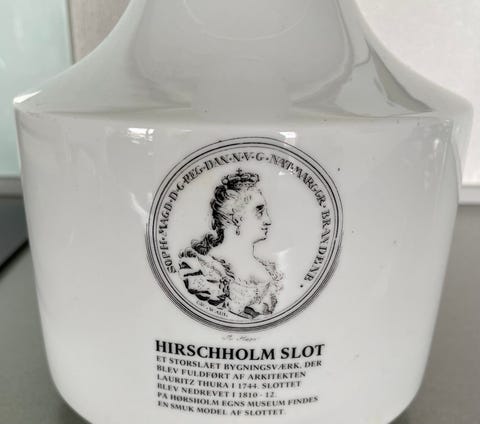 SOPH·MAGD·D·G·REG·DAN·N·V·G·NAT·MARGGR·BRANDENB·
HIRSCHHOLM SLOT
ET STORSLÅET BYGNINGSVÆRK, DER
BLEV FULDFØRT AF ARKITEKTEN
LAURITZ THURA I 1744. SLOTTET
BLEV NEDREVET I 1810 - 12.
PÅ HØRSHOLM EGNS MUSEUM FINDES
EN SMUK MODEL AF SLOTTET